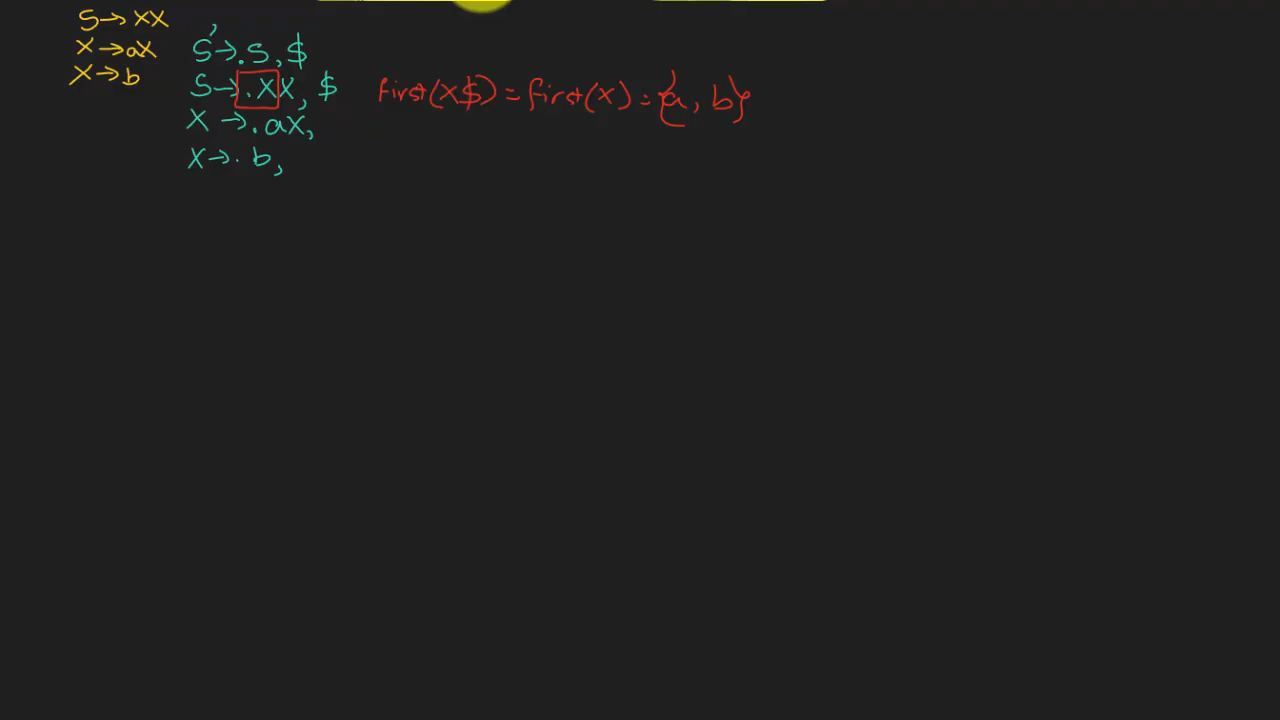 S→XX
X→aX
X→b
S'→.S,$
S→.XX,$
X→.aX,
X→.b,
first(X$)=first(X)={a,b}